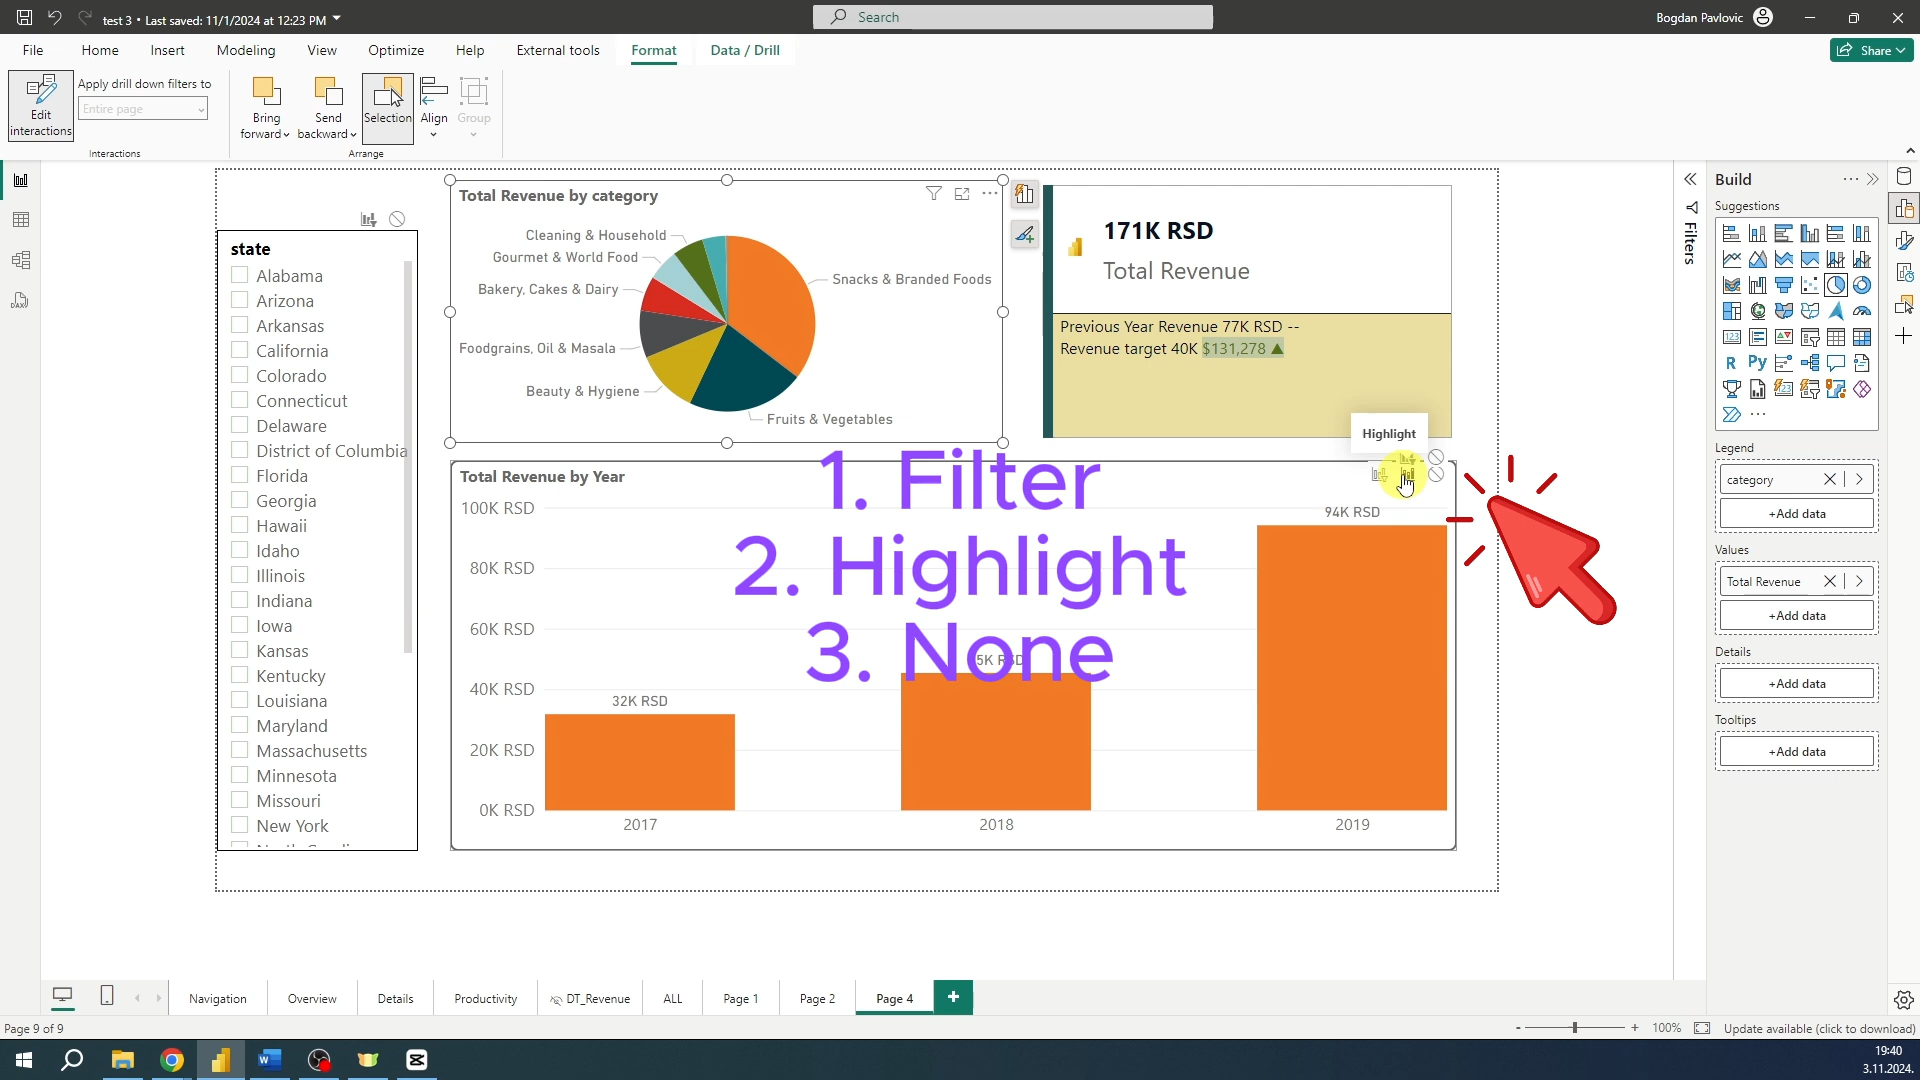 test 3 • Last saved: 11/1/2024 at 12:23 PM
Search
Bogdan Pavlovic
File
Home
Insert
Modeling
View
Optimize
Help
External tools
Format
Data / Drill
Share
Edit interactions
Apply drill down filters to
Entire page
Interactions
Bring forward
Send backward
Selection
Align
Group
Arrange
state
Alabama
Arizona
Arkansas
California
Colorado
Connecticut
Delaware
District of Columbia
Florida
Georgia
Hawaii
Idaho
Illinois
Indiana
Iowa
Kansas
Kentucky
Louisiana
Maryland
Massachusetts
Minnesota
Missouri
New York
Total Revenue by category
Cleaning & Household
Gourmet & World Food
Bakery, Cakes & Dairy
Foodgrains, Oil & Masala
Beauty & Hygiene
Fruits & Vegetables
Snacks & Branded Foods
171K RSD
Total Revenue
Previous Year Revenue 77K RSD --
Revenue target 40K $131,278 ▲
Highlight
Total Revenue by Year
100K RSD
80K RSD
60K RSD
40K RSD
20K RSD
0K RSD
32K RSD
5K RSD
94K RSD
2017
2018
2019
1. Filter
2. Highlight
3. None
Filters
Build
Suggestions
R
Py
123
Legend
category
+Add data
Values
Total Revenue
+Add data
Details
+Add data
Tooltips
+Add data
Navigation
Overview
Details
Productivity
DT_Revenue
ALL
Page 1
Page 2
Page 4
+
Page 9 of 9
- + 100%
Update available (click to download)
19:40
3.11.2024.